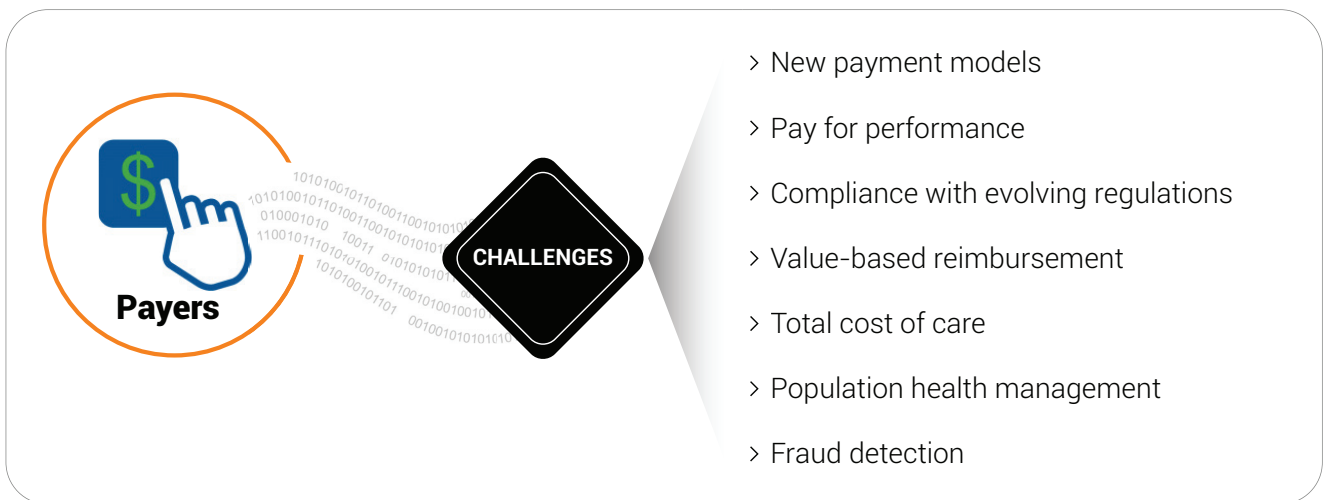 $
Payers
CHALLENGES
> New payment models
> Pay for performance
> Compliance with evolving regulations
> Value-based reimbursement
> Total cost of care
> Population health management
> Fraud detection